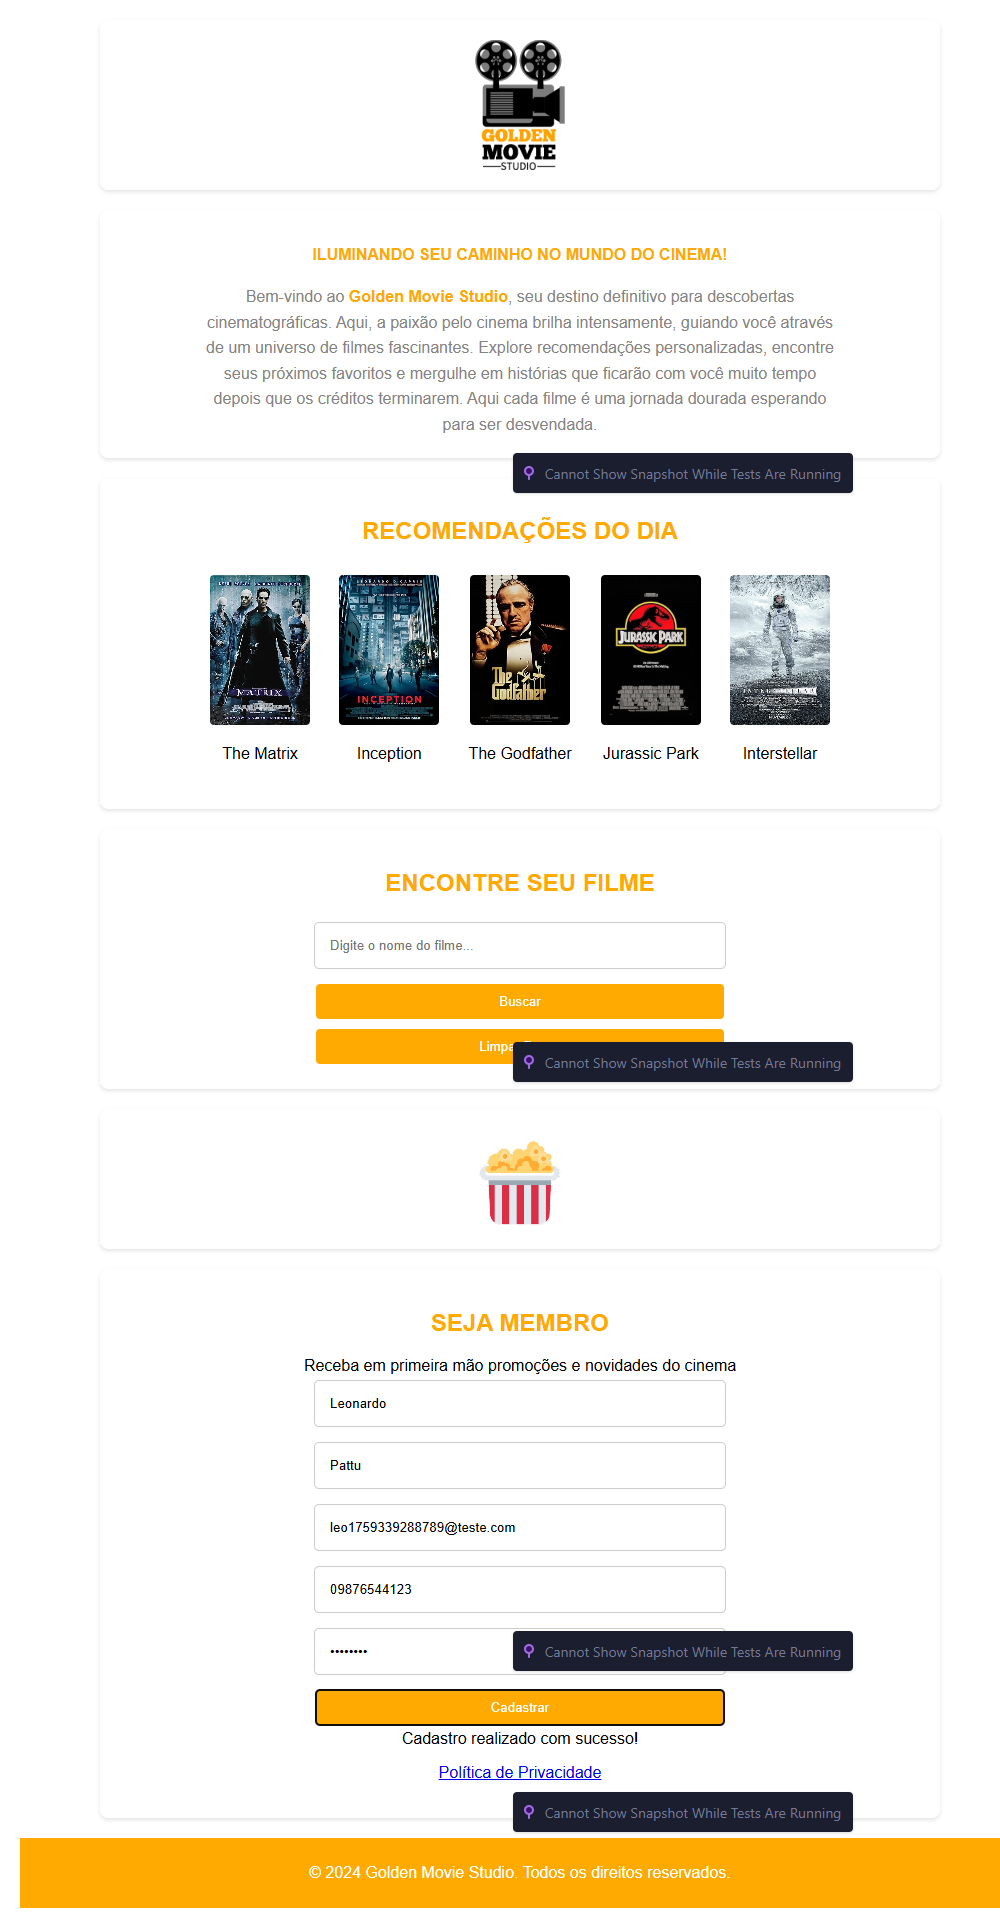 GOLDEN
MOVIE
STUDIO
ILUMINANDO SEU CAMINHO NO MUNDO DO CINEMA!
Bem-vindo ao Golden Movie Studio, seu destino definitivo para descobertas
cinematográficas. Aqui, a paixão pelo cinema brilha intensamente, guiando você através
de um universo de filmes fascinantes. Explore recomendações personalizadas, encontre
seus próximos favoritos e mergulhe em histórias que ficarão com você muito tempo
depois que os créditos terminarem. Aqui cada filme é uma jornada dourada esperando
para ser desvendada.
Cannot Show Snapshot While Tests Are Running
RECOMENDAÇÕES DO DIA
MATRIX
INCEPTION
The
Godfather
JURASSIC PARK
The Matrix
Inception
The Godfather
Jurassic Park
Interstellar
ENCONTRE SEU FILME
Digite o nome do filme...
Buscar
Cannot Show Snapshot While Tests Are Running
SEJA MEMBRO
Receba em primeira mão promoções e novidades do cinema
Leonardo
Pattu
leo1759339288789@teste.com
09876544123
••••••••
Cannot Show Snapshot While Tests Are Running
Cadastrar
Cadastro realizado com sucesso!
Política de Privacidade
Cannot Show Snapshot While Tests Are Running
© 2024 Golden Movie Studio. Todos os direitos reservados.